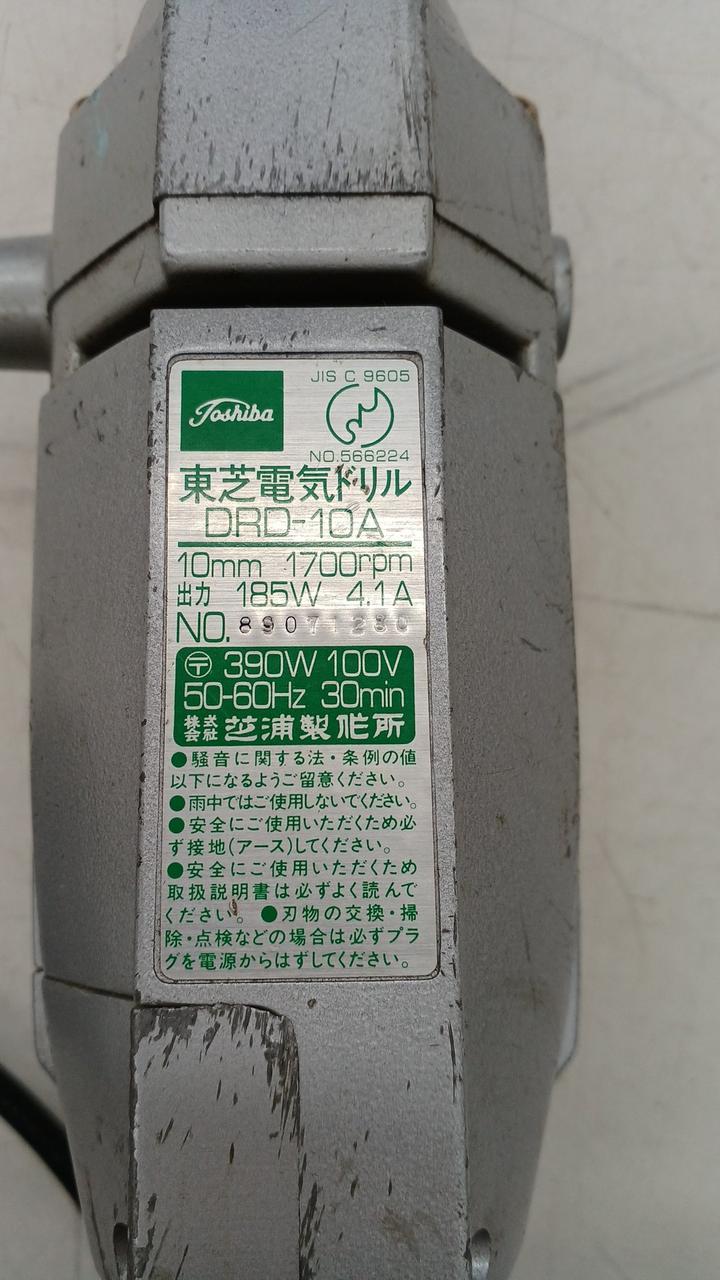 Toshiba
JIS C 9605
NO.566224
東芝電気ドリル
DRD-10A
10mm 1700rpm
出力 185W 4.1A
NO. 89071280
〒 390W 100V
50-60Hz 30min
株式会社 芝浦製作所
●騒音に関する法・条例の値
以下になるようご留意ください。
●雨中ではご使用しないでください。
●安全にご使用いただくため必
ず接地(アース)してください。
●安全にご使用いただくため
取扱説明書は必ずよく読んで
ください。 ●刃物の交換・掃
除・点検などの場合は必ずプラ
グを電源からはずしてください。